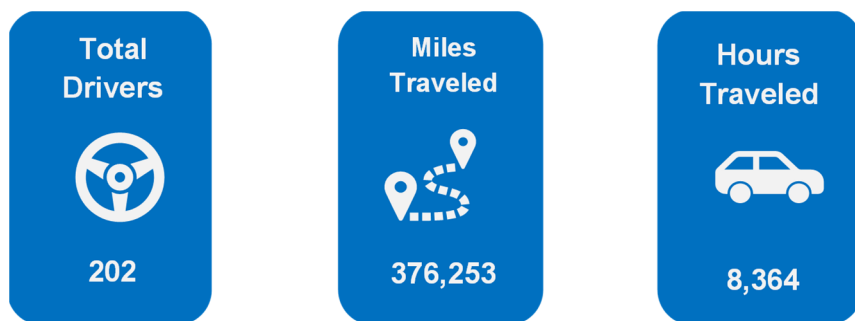 Total
Drivers
202
Miles
Traveled
376,253
Hours
Traveled
8,364